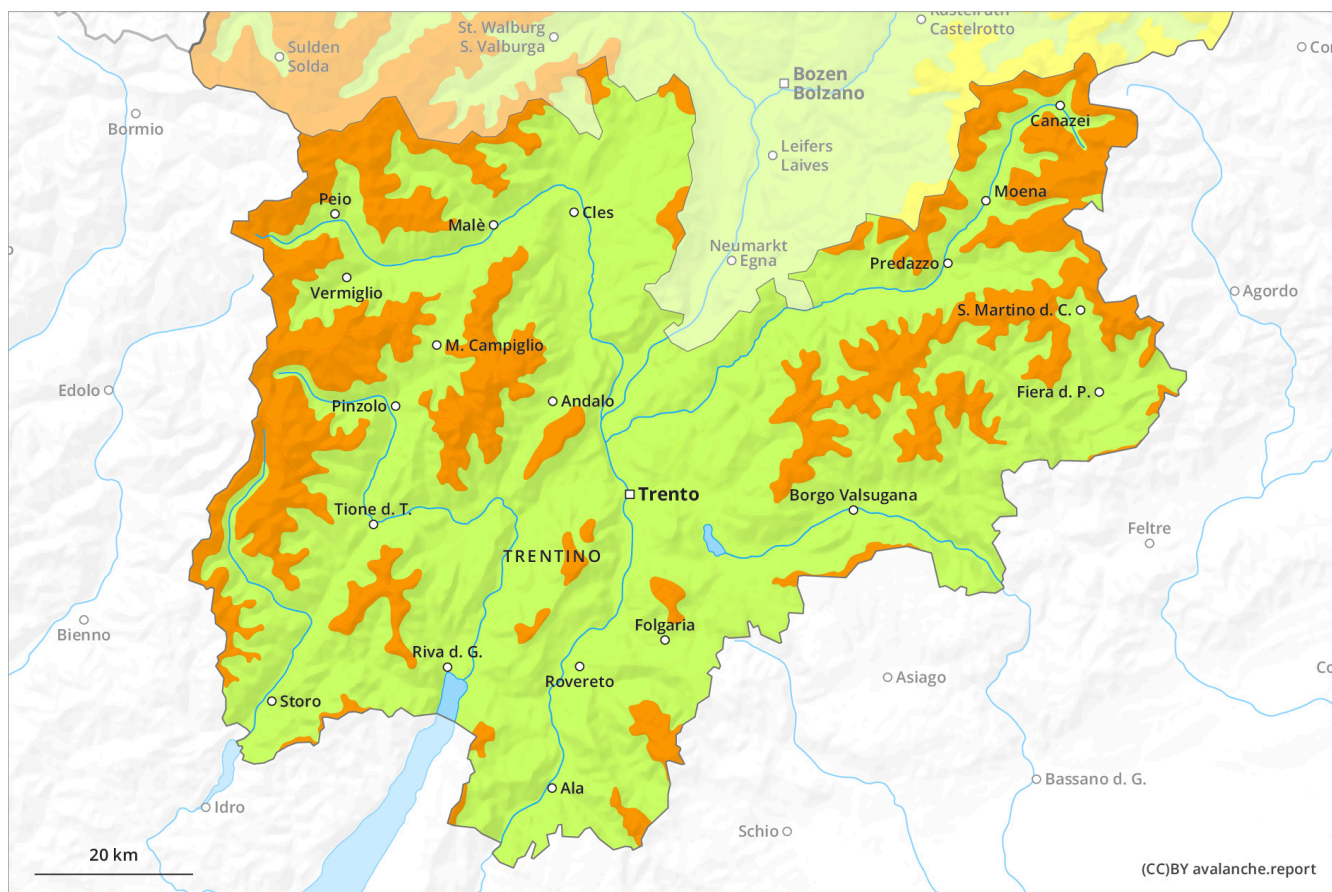 Kastelruth
Castelrotto
St. Walburg
S. Valburga
Sulden
Solda
Bozen
Bolzano
Bormio
Canazei
Leifers
Laives
Moena
Peio
Malè
Cles
Neumarkt
Egna
Predazzo
Vermiglio
Agordo
S. Martino d. C.
M. Campiglio
Edolo
Fiera d. P.
Pinzolo
Andalo
Trento
Borgo Valsugana
Tione d. T.
Feltre
TRENTINO
Bienno
Folgaria
Riva d. G.
Rovereto
Asiago
Storo
Bassano d. G.
Ala
Idro
Schio
20 km
(CC)BY avalanche.report